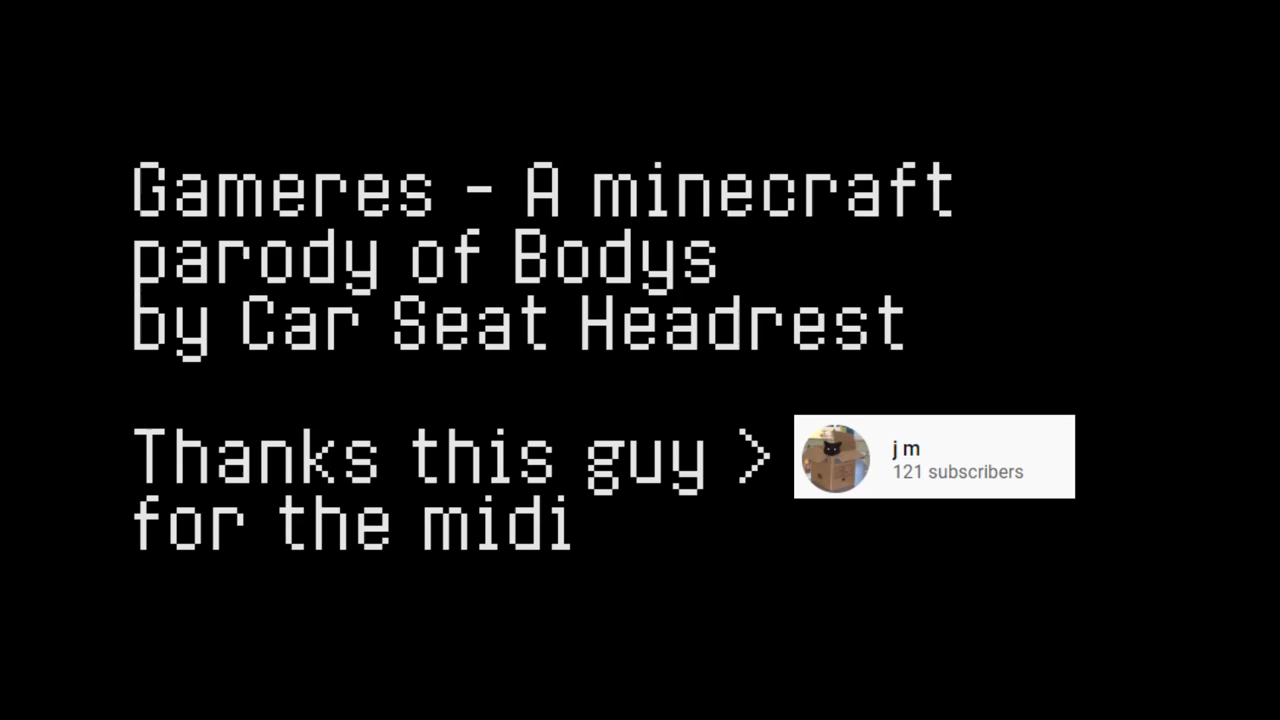 Gameres - A minecraft
parody of Bodys
by Car Seat Headrest
Thanks this guy >
j m
121 subscribers
for the midi